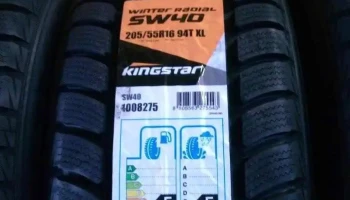 WINTER RADIAL
SW40
205/55R16 94T XL
KINGSTAR
SW40
4008275
A
B
C
D
E